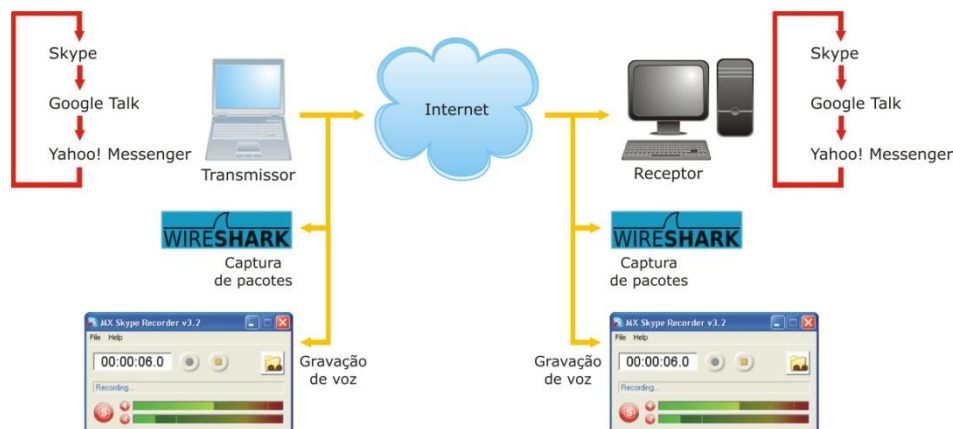 Skype
Google Talk
Yahoo! Messenger
Transmissor
Internet
Receptor
Skype
Google Talk
Yahoo! Messenger
WIRESHARK
Captura
de pacotes
WIRESHARK
Captura
de pacotes
MX Skype Recorder v3.2
File Help
00:00:06.0
Recording...
S
Gravação
de voz
Gravação
de voz
MX Skype Recorder v3.2
File Help
00:00:06.0
Recording...
S